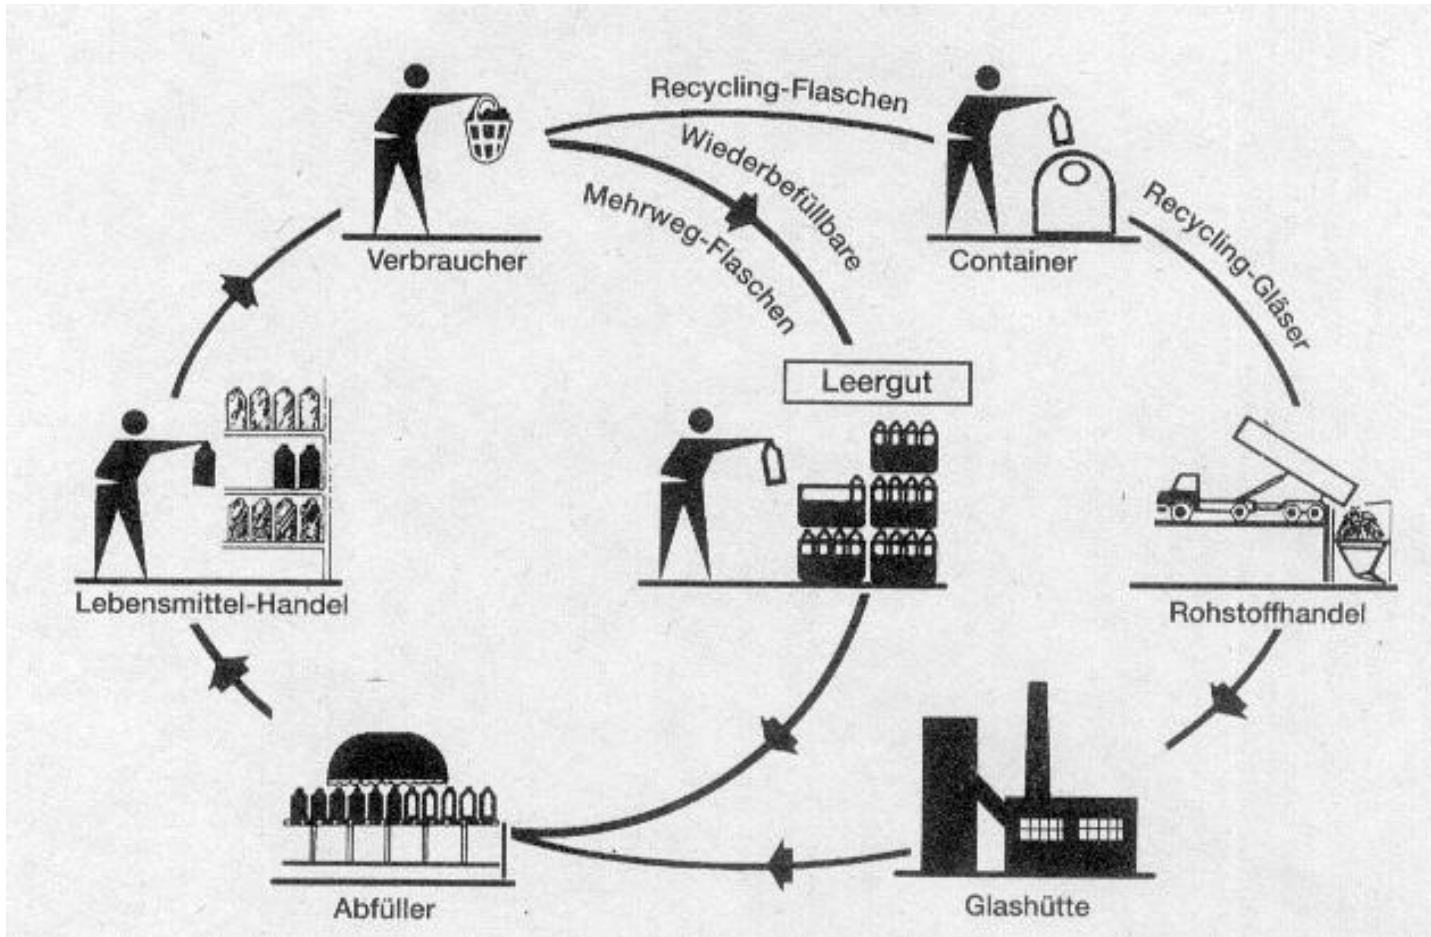 Recycling-Flaschen
Wiederbefüllbare
Mehrweg-Flaschen
Verbraucher
Container
Recycling-Gläser
Leergut
Lebensmittel-Handel
Rohstoffhandel
Abfüller
Glashütte